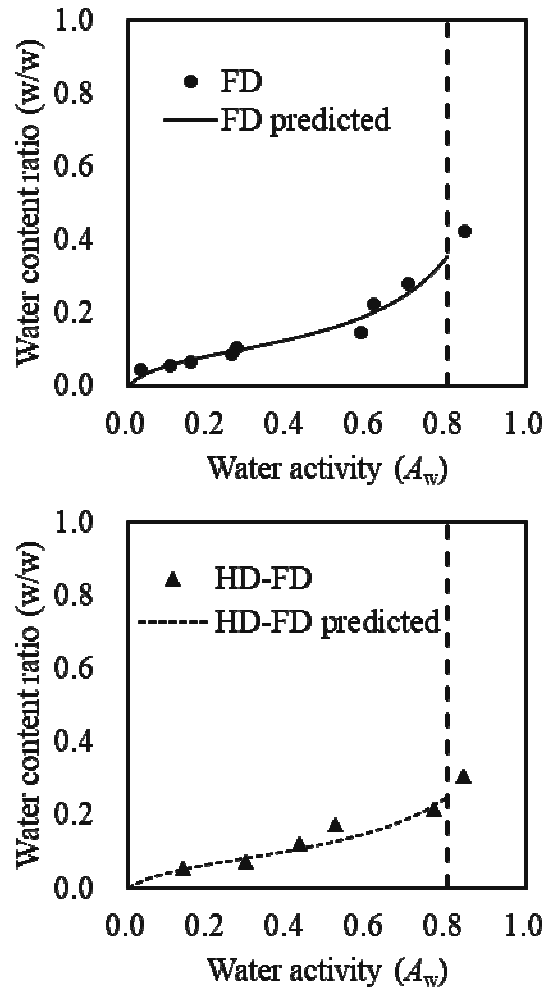 Water content ratio (w/w)
1.0
0.8
0.6
0.4
0.2
0.0
FD
FD predicted
0.0 0.2 0.4 0.6 0.8 1.0
Water activity (Aw)
Water content ratio (w/w)
1.0
0.8
0.6
0.4
0.2
0.0
HD-FD
HD-FD predicted
0.0 0.2 0.4 0.6 0.8 1.0
Water activity (Aw)